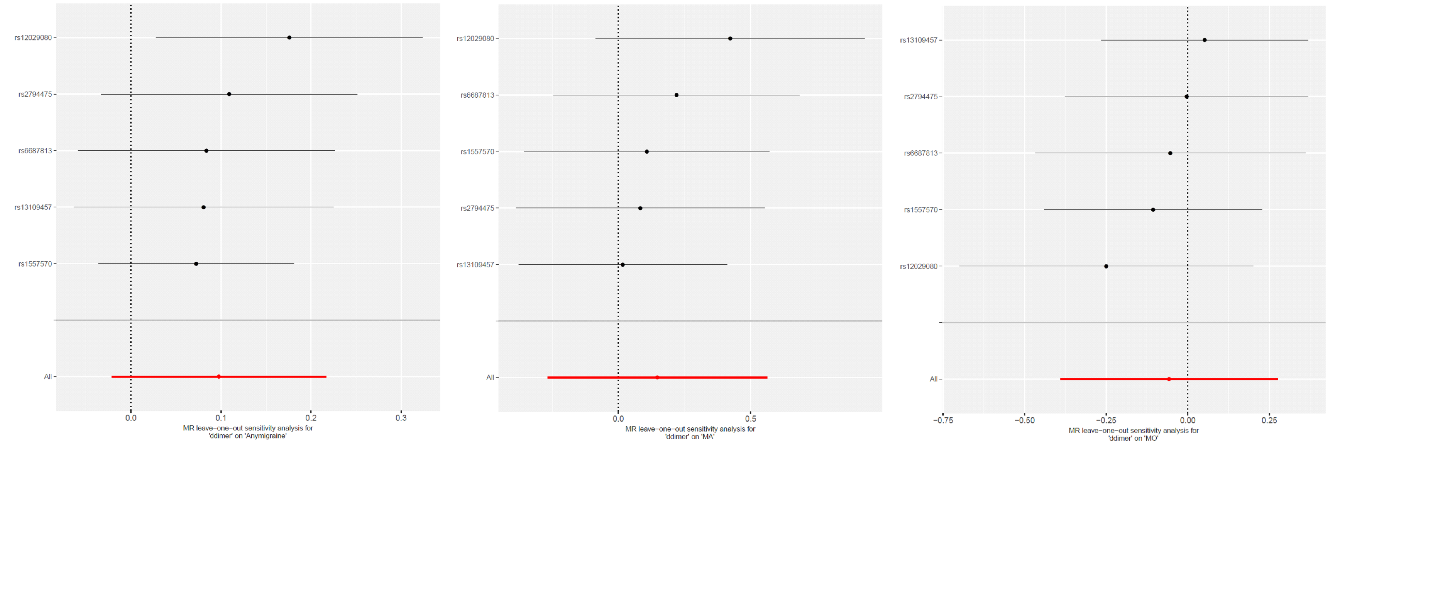 rs12029080
rs2794475
rs6687813
rs13109457
rs1557570
All
0.0 0.1 0.2 0.3
MR leave−one−out sensitivity analysis for
'ddimer' on 'Anymigraine'
rs12029080
rs6687813
rs1557570
rs2794475
rs13109457
All
0.0 0.5
MR leave−one−out sensitivity analysis for
'ddimer' on 'MA'
rs13109457
rs2794475
rs6687813
rs1557570
rs12029080
All
−0.75 −0.50 −0.25 0.00 0.25
MR leave−one−out sensitivity analysis for
'ddimer' on 'MO'